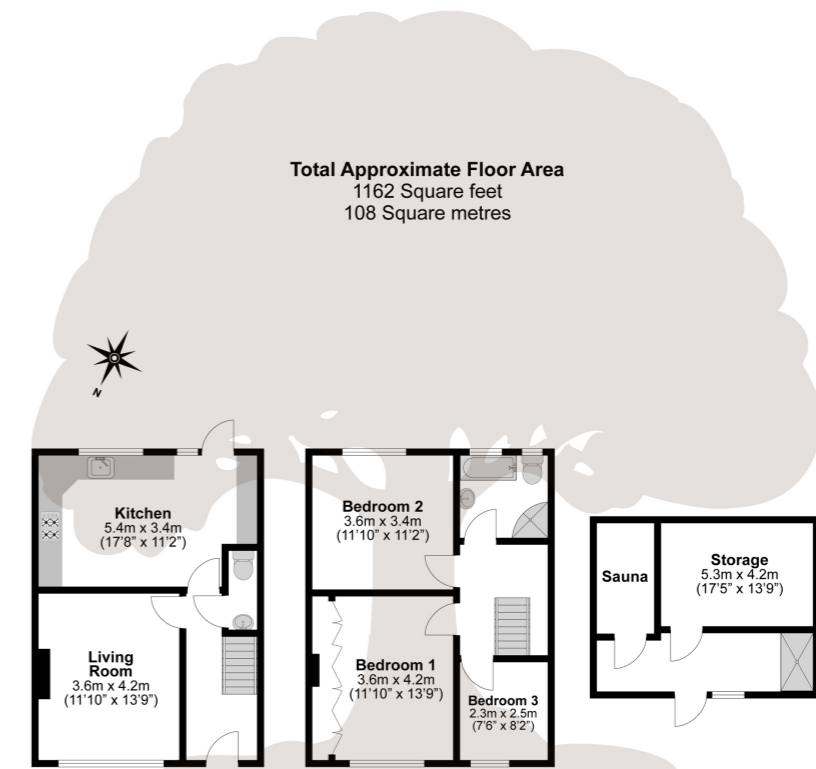 Total Approximate Floor Area
1162 Square feet
108 Square metres
N
Kitchen
5.4m x 3.4m
(17'8" x 11'2")
Living
Room
3.6m x 4.2m
(11'10" x 13'9")
Bedroom 2
3.6m x 3.4m
(11'10" x 11'2")
Bedroom 1
3.6m x 4.2m
(11'10" x 13'9")
Bedroom 3
2.3m x 2.5m
(7'6" x 8'2")
Sauna
Storage
5.3m x 4.2m
(17'5" x 13'9")